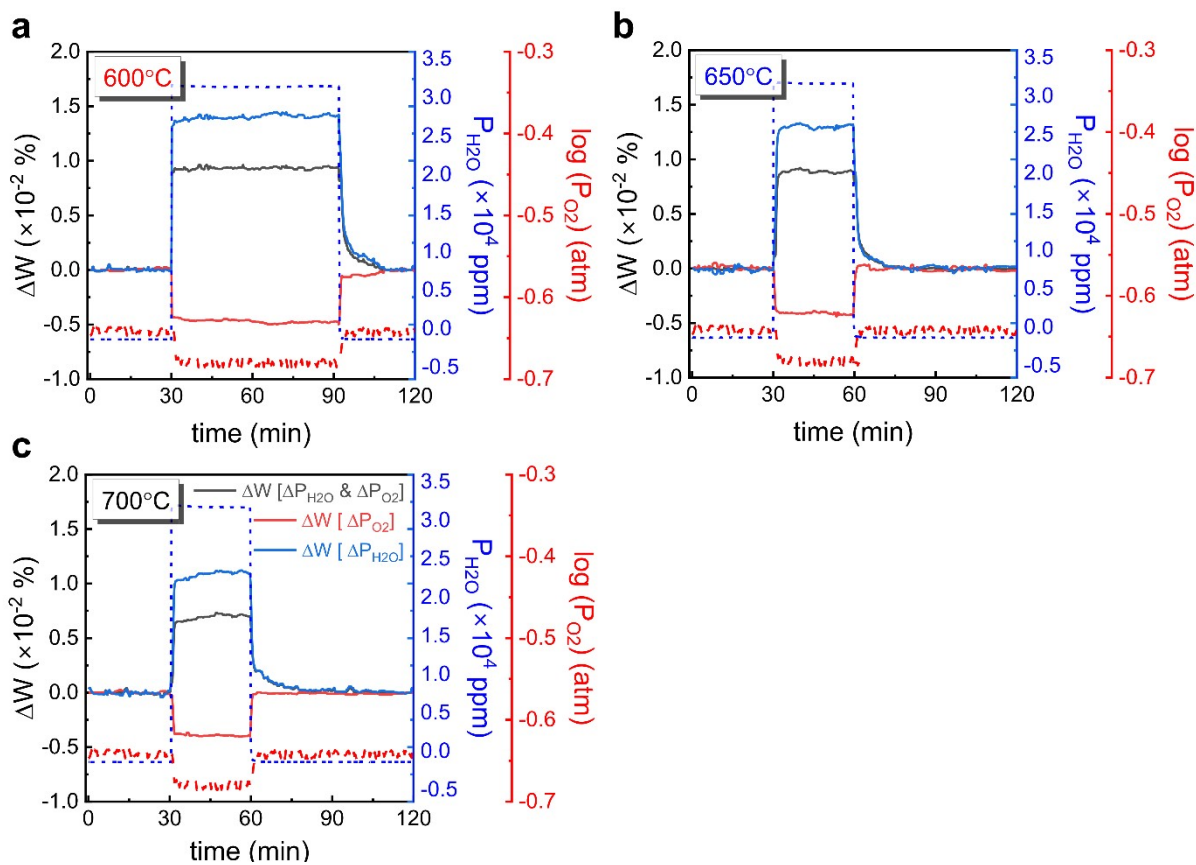 a
600°C
2.0
1.5
1.0
0.5
0.0
-0.5
-1.0
ΔW (×10⁻² %)
0 30 60 90 120
time (min)
3.5
3.0
2.5
2.0
1.5
1.0
0.5
0.0
-0.5
P_H2O (×10⁴ ppm)
-0.3
-0.4
-0.5
-0.6
-0.7
log (P_O2) (atm)
b
650°C
2.0
1.5
1.0
0.5
0.0
-0.5
-1.0
ΔW (×10⁻² %)
0 30 60 90 120
time (min)
3.5
3.0
2.5
2.0
1.5
1.0
0.5
0.0
-0.5
P_H2O (×10⁴ ppm)
-0.3
-0.4
-0.5
-0.6
-0.7
log (P_O2) (atm)
c
700°C
ΔW [ΔP_H2O & ΔP_O2]
ΔW [ ΔP_O2]
ΔW [ ΔP_H2O]
2.0
1.5
1.0
0.5
0.0
-0.5
-1.0
ΔW (×10⁻² %)
0 30 60 90 120
time (min)
3.5
3.0
2.5
2.0
1.5
1.0
0.5
0.0
-0.5
P_H2O (×10⁴ ppm)
-0.3
-0.4
-0.5
-0.6
-0.7
log (P_O2) (atm)